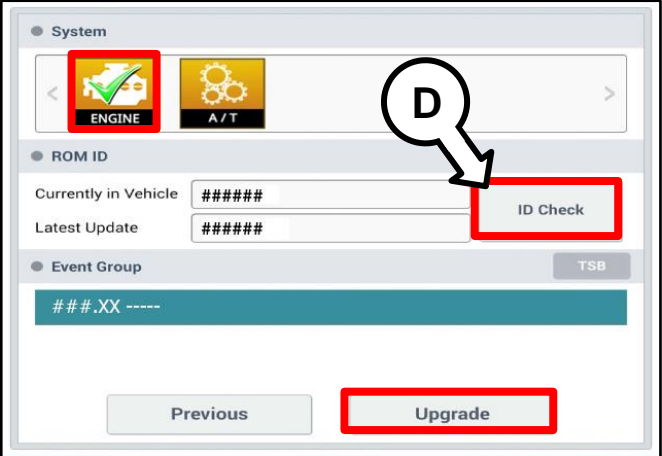 System
<
ENGINE
A/T
D
>
ROM ID
Currently in Vehicle ######
ID Check
Latest Update ######
Event Group TSB
###.XX -----
Previous Upgrade